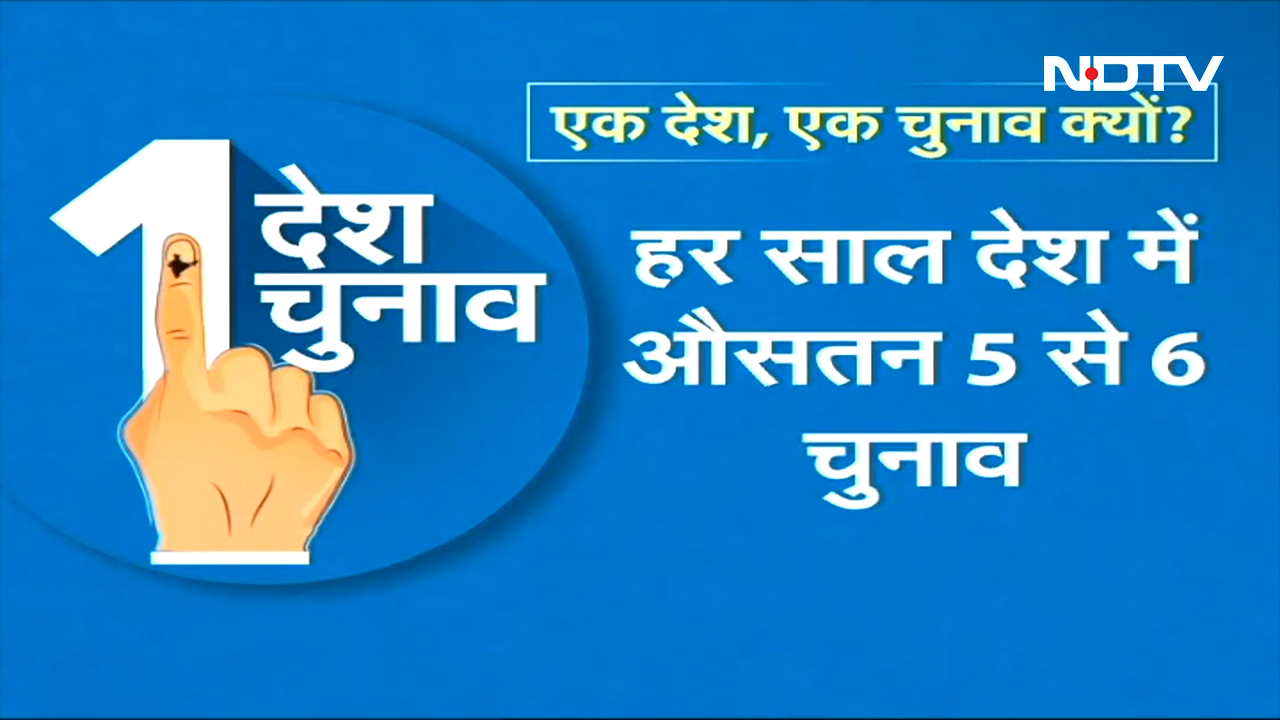 NDTV
एक देश, एक चुनाव क्यों?
1 देश
चुनाव
हर साल देश में
औसतन 5 से 6
चुनाव